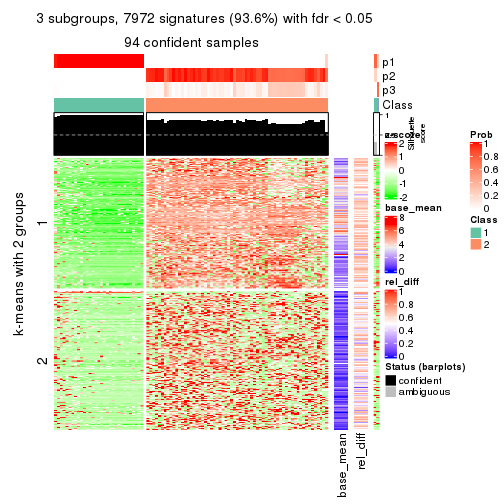 3 subgroups, 7972 signatures (93.6%) with fdr < 0.05
94 confident samples
p1
p2
p3
Class
1
Silhouette
score
k-means with 2 groups
1
2
base_mean
rel_diff
z-score
2
1
0
-1
-2
base_mean
8
6
4
2
0
rel_diff
1
0.8
0.6
0.4
0.2
0
Status (barplots)
confident
ambiguous
Prob
1
0.8
0.6
0.4
0.2
0
Class
1
2